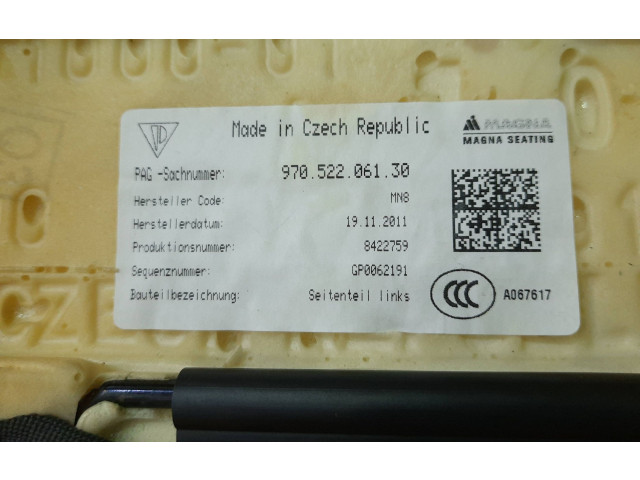 Made in Czech Republic
MAGNA
MAGNA SEATING
PAG -Sachnummer: 970.522.061.30
Hersteller Code: MN8
Herstellerdatum: 19.11.2011
Produktionsnummer: 8422759
Sequenznummer: GP0062191
Bauteilbezeichnung: Seitenteil links
CCC
A067617